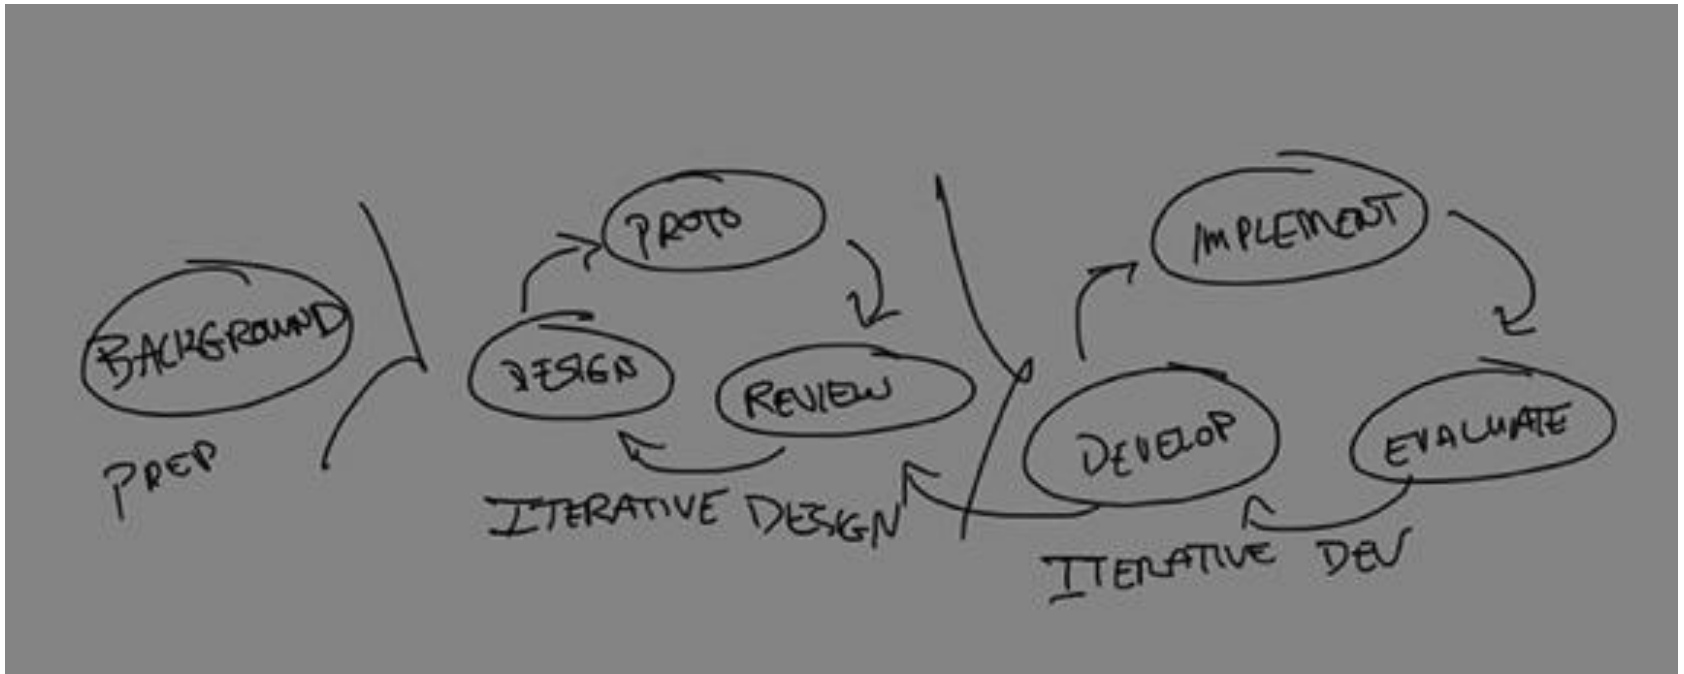 BACKGROUND
PREP
PROTO
DESIGN
REVIEW
ITERATIVE DESIGN
IMPLEMENT
DEVELOP
EVALUATE
ITERATIVE DEV